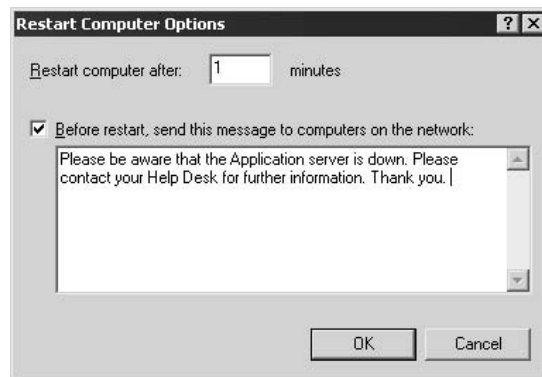 Restart Computer Options
Restart computer after: 1 minutes
Before restart, send this message to computers on the network:
Please be aware that the Application server is down. Please
contact your Help Desk for further information. Thank you.
OK Cancel